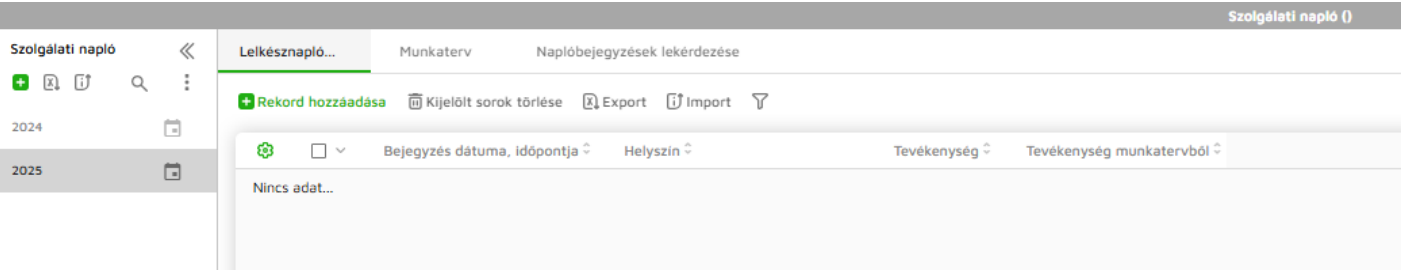 Szolgálati napló ()
Szolgálati napló
Lelkésznapló...
Munkaterv
Naplóbejegyzések lekérdezése
Rekord hozzáadása
Kijelölt sorok törlése
Export
Import
2024
2025
Bejegyzés dátuma, időpontja
Helyszín
Tevékenység
Tevékenység munkatervből
Nincs adat...